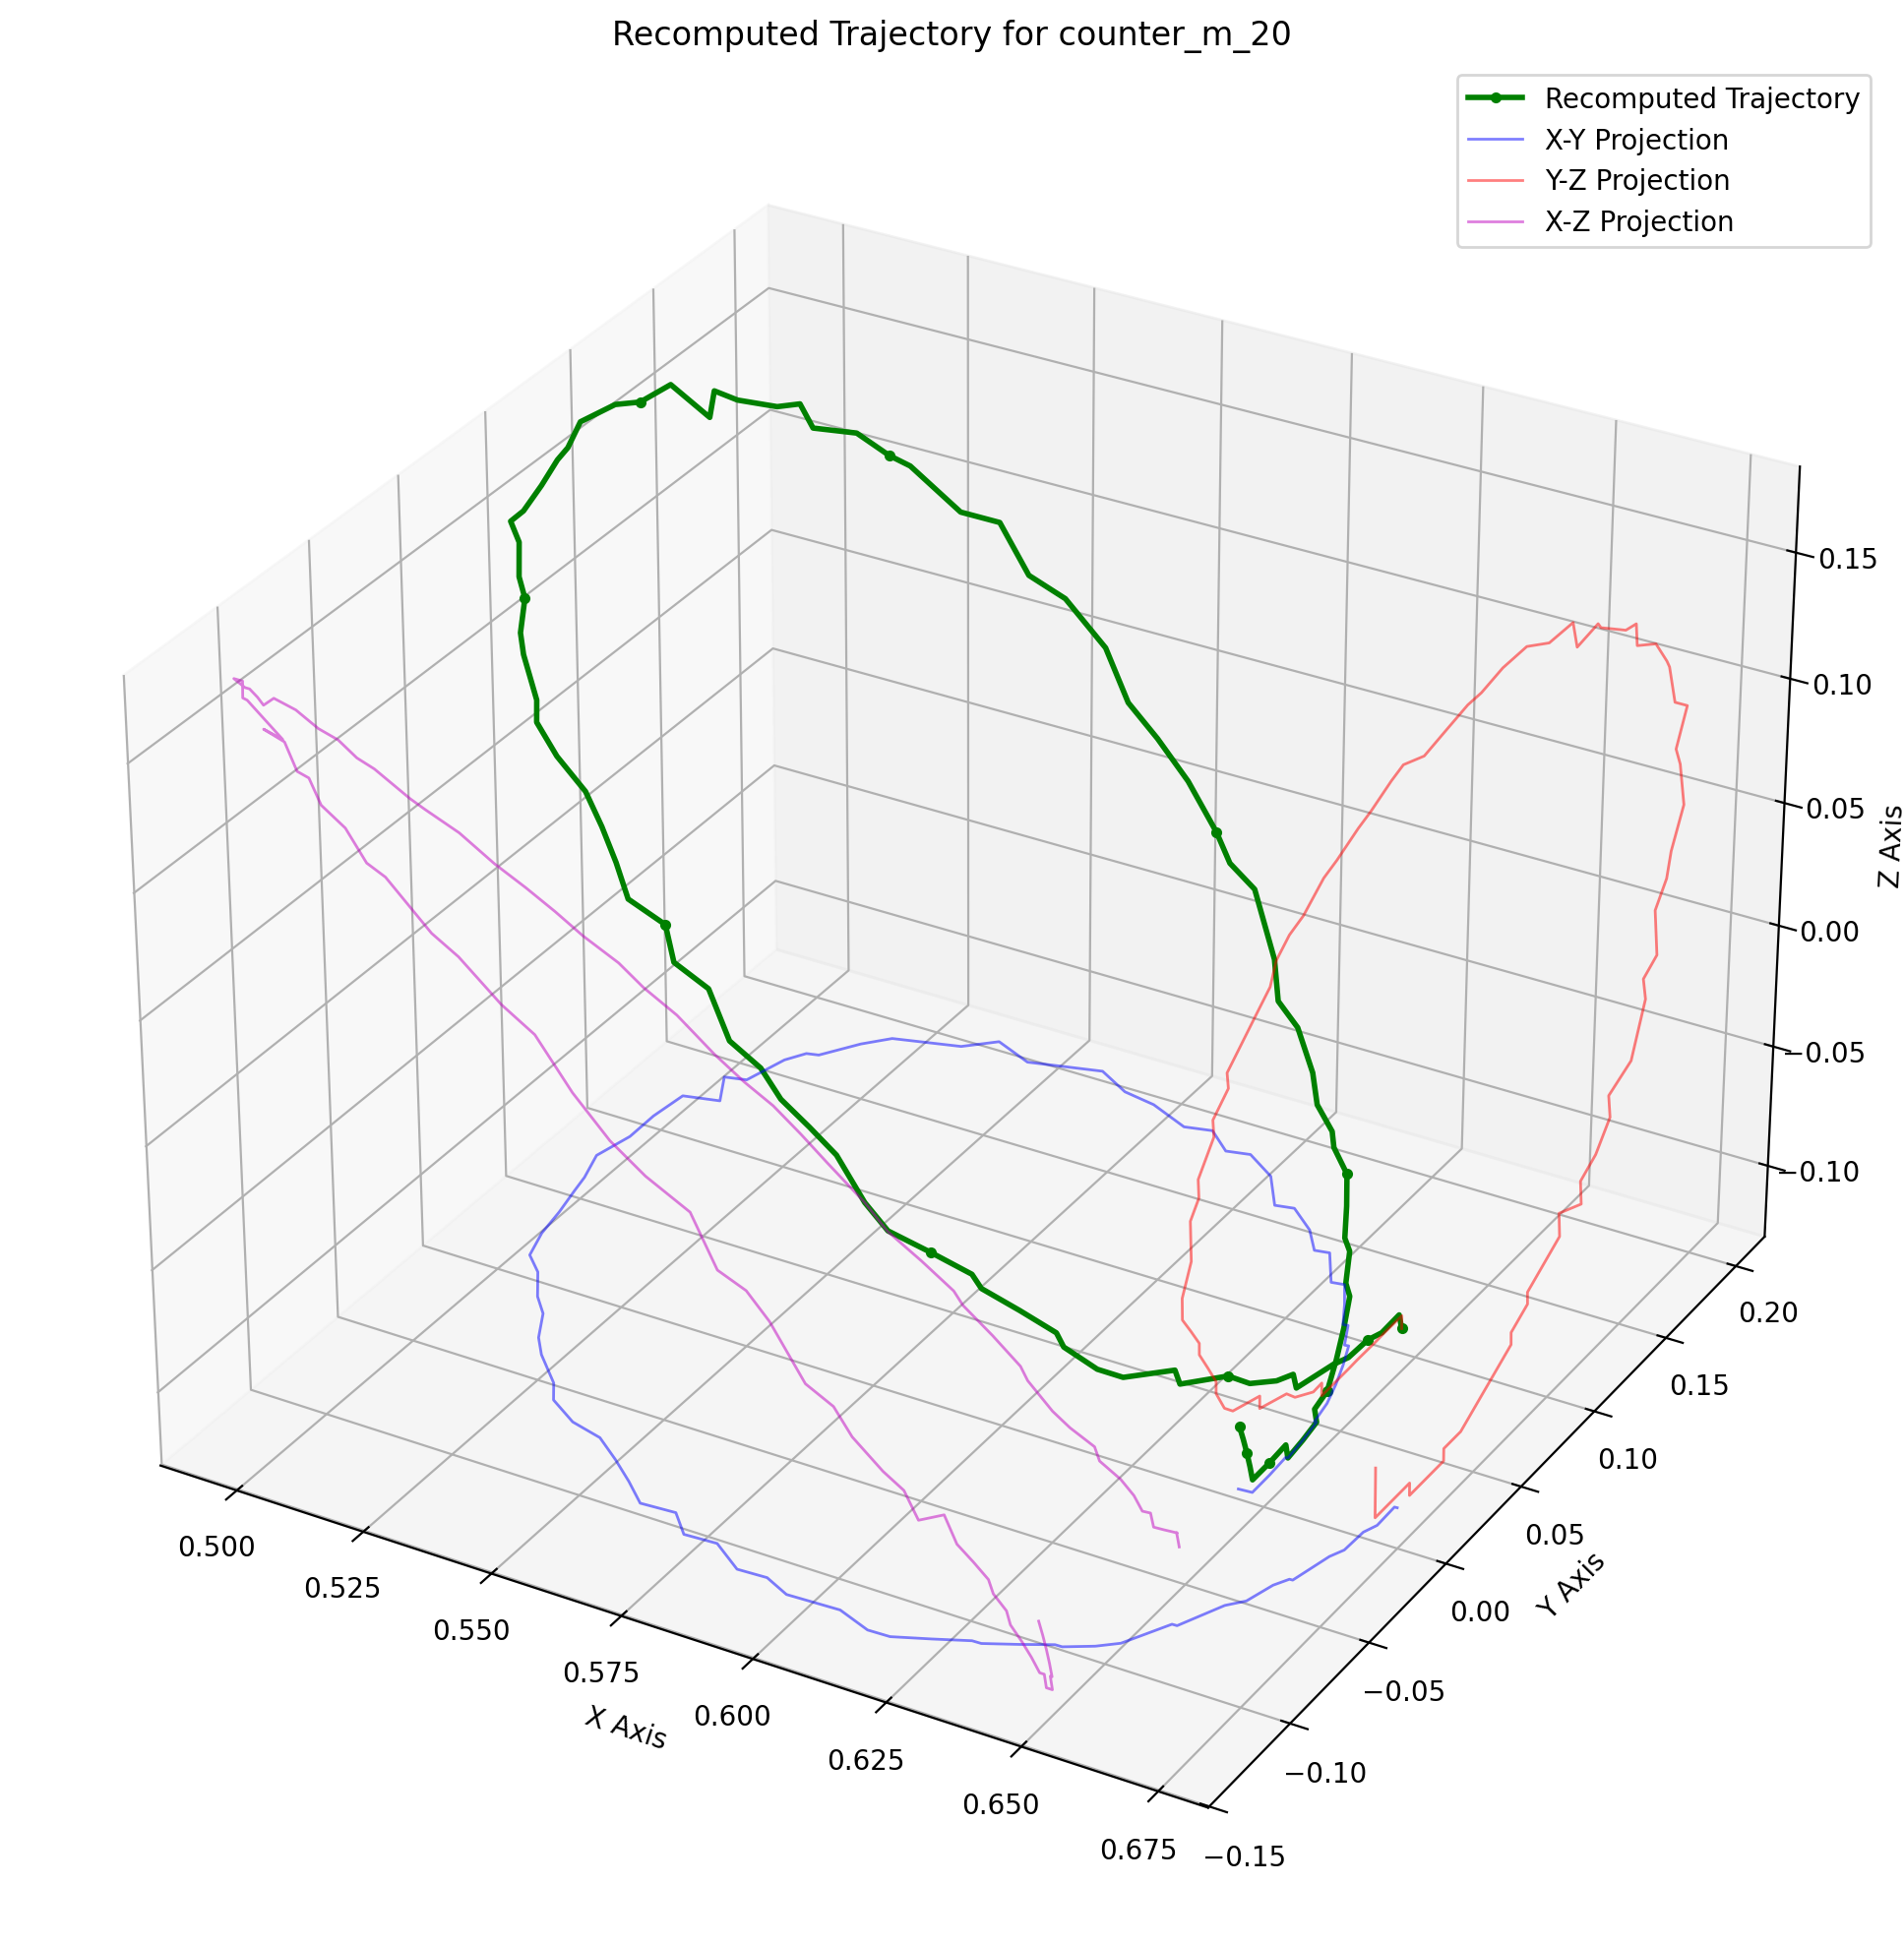 Recomputed Trajectory for counter_m_20
Recomputed Trajectory
X-Y Projection
Y-Z Projection
X-Z Projection
0.15
0.10
0.05
0.00
−0.05
−0.10
Z Axis
0.20
0.15
0.10
0.05
0.00
−0.05
−0.10
−0.15
Y Axis
0.500
0.525
0.550
0.575
0.600
0.625
0.650
0.675
X Axis